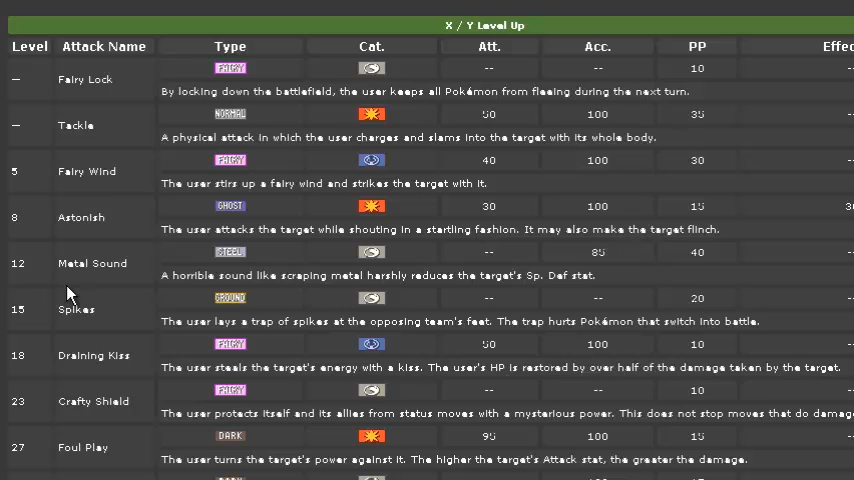 X / Y Level Up
Level Attack Name Type Cat. Att. Acc. PP Effec
— Fairy Lock FAIRY -- -- 10
By locking down the battlefield, the user keeps all Pokémon from fleeing during the next turn.
— Tackle NORMAL 50 100 35
A physical attack in which the user charges and slams into the target with its whole body.
5 Fairy Wind FAIRY 40 100 30
The user stirs up a fairy wind and strikes the target with it.
8 Astonish GHOST 30 100 15 30
The user attacks the target while shouting in a startling fashion. It may also make the target flinch.
12 Metal Sound STEEL -- 85 40 --
A horrible sound like scraping metal harshly reduces the target's Sp. Def stat.
15 Spikes GROUND -- -- 20 --
The user lays a trap of spikes at the opposing team's feet. The trap hurts Pokémon that switch into battle.
18 Draining Kiss FAIRY 50 100 10 --
The user steals the target's energy with a kiss. The user's HP is restored by over half of the damage taken by the target.
23 Crafty Shield FAIRY -- -- 10 --
The user protects itself and its allies from status moves with a mysterious power. This does not stop moves that do damag
27 Foul Play DARK 95 100 15 --
The user turns the target's power against it. The higher the target's Attack stat, the greater the damage.